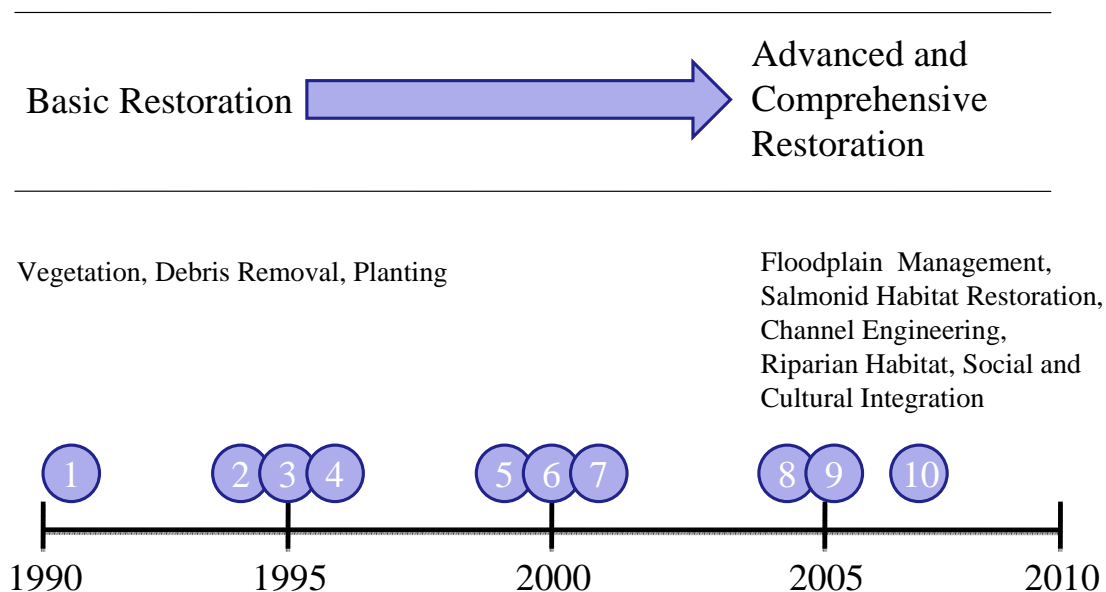 Basic Restoration
Advanced and
Comprehensive
Restoration
Vegetation, Debris Removal, Planting
Floodplain Management,
Salmonid Habitat Restoration,
Channel Engineering,
Riparian Habitat, Social and
Cultural Integration
1 2 3 4 5 6 7 8 9 10
1990 1995 2000 2005 2010